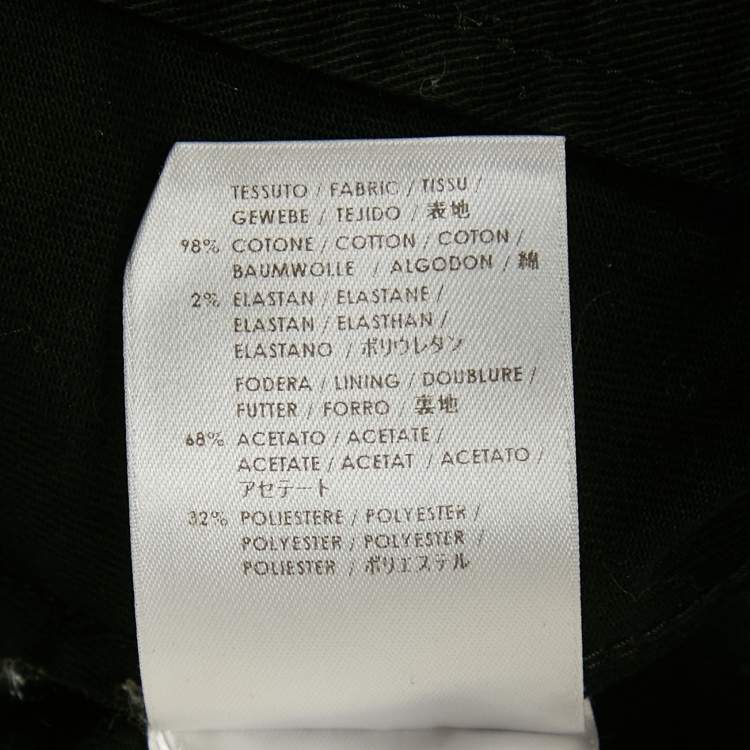 TESSUTO / FABRIC / TISSU /
GEWEBE / TEJIDO / 表地
98% COTONE / COTTON / COTON /
BAUMWOLLE / ALGODON / 綿
2% ELASTAN / ELASTANE /
ELASTAN / ELASTHAN /
ELASTANO / ポリウレタン
FODERA / LINING / DOUBLURE /
FUTTER / FORRO / 裏地
68% ACETATO / ACETATE /
ACETATE / ACETAT / ACETATO /
アセテート
32% POLIESTERE / POLYESTER /
POLYESTER / POLYESTER /
POLIESTER / ポリエステル